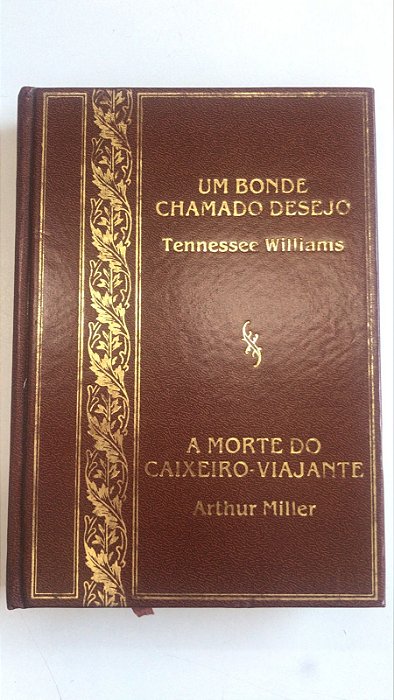 UM BONDE
CHAMADO DESEJO
Tennessee Williams
A MORTE DO
CAIXEIRO-VIAJANTE
Arthur Miller